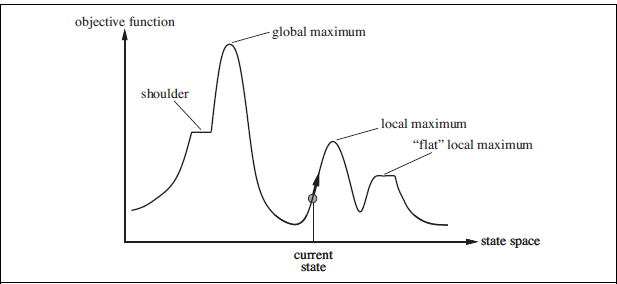 objective function
global maximum
shoulder
local maximum
“flat” local maximum
state space
current
state